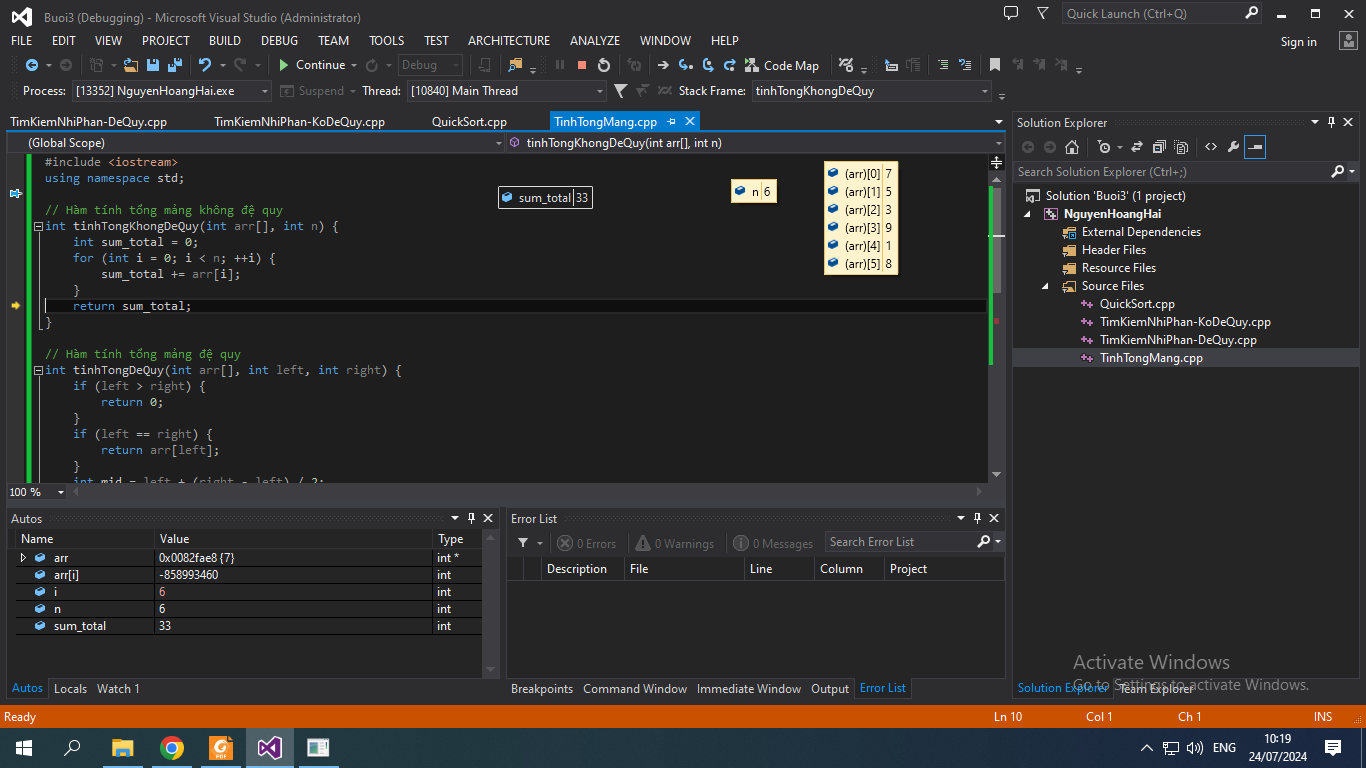 Buoi3 (Debugging) - Microsoft Visual Studio (Administrator)
Quick Launch (Ctrl+Q)
FILE EDIT VIEW PROJECT BUILD DEBUG TEAM TOOLS TEST ARCHITECTURE ANALYZE WINDOW HELP
Sign in
Continue Debug Code Map
Process: [13352] NguyenHoangHai.exe Suspend Thread: [10840] Main Thread Stack Frame: tinhTongKhongDeQuy
TimKiemNhiPhan-DeQuy.cpp TimKiemNhiPhan-KoDeQuy.cpp QuickSort.cpp TinhTongMang.cpp
(Global Scope) tinhTongKhongDeQuy(int arr[], int n)
#include <iostream>
using namespace std;
// Hàm tính tổng mảng không đệ quy
int tinhTongKhongDeQuy(int arr[], int n) {
int sum_total = 0;
for (int i = 0; i < n; ++i) {
sum_total += arr[i];
}
return sum_total;
}
// Hàm tính tổng mảng đệ quy
int tinhTongDeQuy(int arr[], int left, int right) {
if (left > right) {
return 0;
}
if (left == right) {
return arr[left];
}
int mid = left + (right - left) / 2;
sum_total 33
n 6
(arr)[0] 7
(arr)[1] 5
(arr)[2] 3
(arr)[3] 9
(arr)[4] 1
(arr)[5] 8
100 %
Solution Explorer
Search Solution Explorer (Ctrl+;)
Solution 'Buoi3' (1 project)
NguyenHoangHai
External Dependencies
Header Files
Resource Files
Source Files
QuickSort.cpp
TimKiemNhiPhan-KoDeQuy.cpp
TimKiemNhiPhan-DeQuy.cpp
TinhTongMang.cpp
Autos
Name Value Type
arr 0x0082fae8 {7} int *
arr[i] -858993460 int
i 6 int
n 6 int
sum_total 33 int
Autos Locals Watch 1
Error List
0 Errors 0 Warnings 0 Messages Search Error List
Description File Line Column Project
Breakpoints Command Window Immediate Window Output Error List
Activate Windows
Go to Settings to activate Windows.
Solution Explorer Team Explorer
Ready Ln 10 Col 1 Ch 1 INS
ENG
10:19
24/07/2024